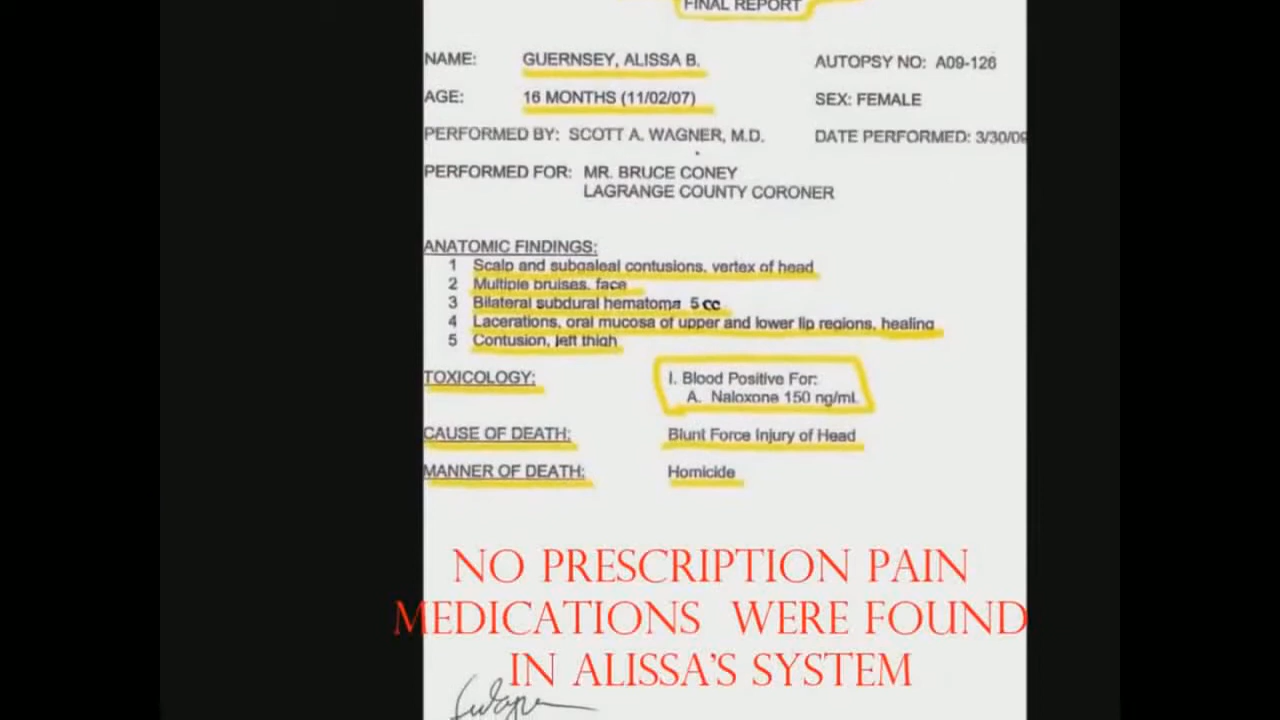 FINAL REPORT
NAME: GUERNSEY, ALISSA B. AUTOPSY NO: A09-126
AGE: 16 MONTHS (11/02/07) SEX: FEMALE
PERFORMED BY: SCOTT A. WAGNER, M.D. DATE PERFORMED: 3/30/09
PERFORMED FOR: MR. BRUCE CONEY
LAGRANGE COUNTY CORONER
ANATOMIC FINDINGS:
1 Scalp and subgaleal contusions, vertex of head
2 Multiple bruises, face
3 Bilateral subdural hematoma 5 cc
4 Lacerations, oral mucosa of upper and lower lip regions, healing
5 Contusion, left thigh
TOXICOLOGY: I. Blood Positive For:
A. Naloxone 150 ng/mL
CAUSE OF DEATH: Blunt Force Injury of Head
MANNER OF DEATH: Homicide
NO PRESCRIPTION PAIN
MEDICATIONS WERE FOUND
IN ALISSA'S SYSTEM